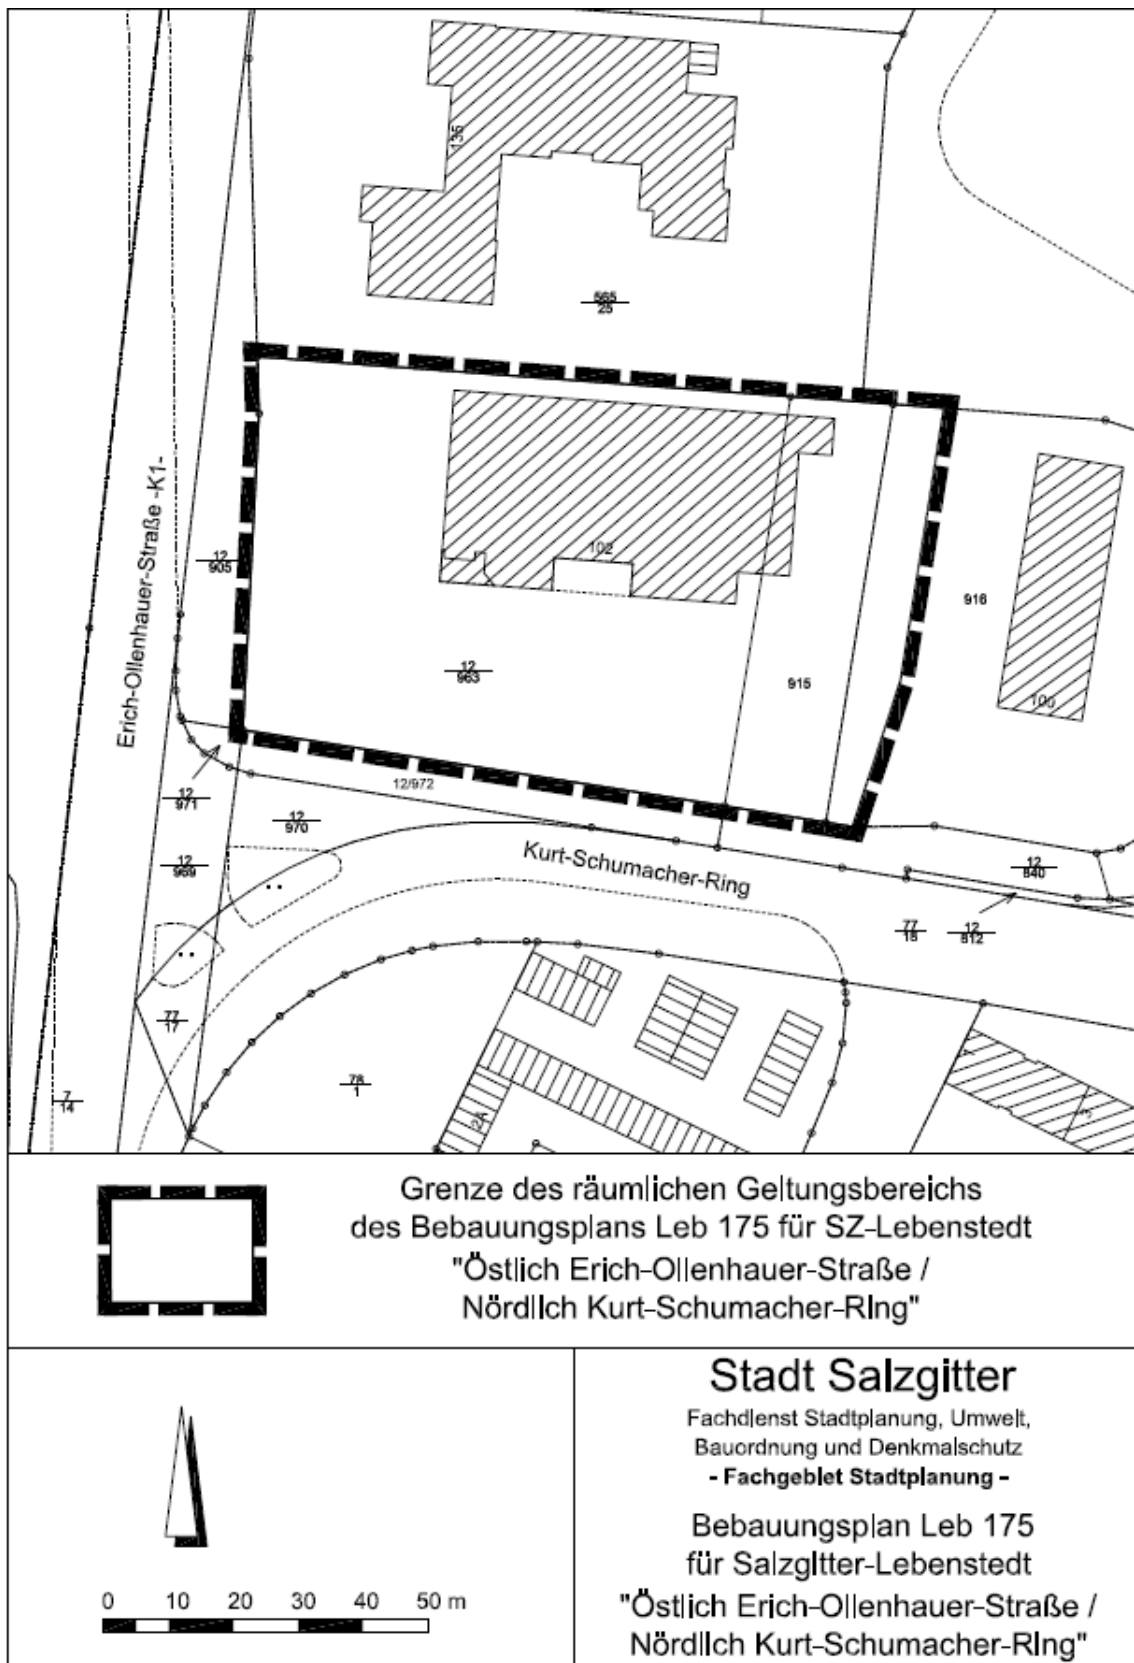 135
565
25
Erich-Ollenhauer-Straße -K1-
12
905
102
916
12
963
915
100
12/972
12
971
12
970
Kurt-Schumacher-Ring
12
969
12
840
77
18
12
812
77
17
78
1
7
14
2A
3
Grenze des räumlichen Geltungsbereichs
des Bebauungsplans Leb 175 für SZ-Lebenstedt
"Östlich Erich-Ollenhauer-Straße /
Nördlich Kurt-Schumacher-Ring"
Stadt Salzgitter
Fachdienst Stadtplanung, Umwelt,
Bauordnung und Denkmalschutz
- Fachgebiet Stadtplanung -
Bebauungsplan Leb 175
für Salzgitter-Lebenstedt
"Östlich Erich-Ollenhauer-Straße /
Nördlich Kurt-Schumacher-Ring"
0 10 20 30 40 50 m